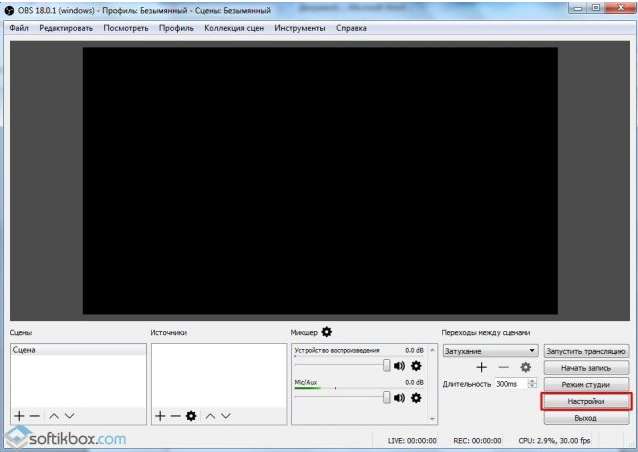 OBS 18.0.1 (windows) - Профиль: Безымянный - Сцены: Безымянный
Файл Редактировать Посмотреть Профиль Коллекция сцен Инструменты Справка
Сцены Источники Микшер Переходы между сценами
Сцена
Устройство воспроизведения 0.0 dB
Mic/Aux 0.0 dB
Затухание
Длительность 300ms
Запустить трансляцию
Начать запись
Режим студии
Настройки
Выход
softikbox.com
LIVE: 00:00:00 REC: 00:00:00 CPU: 2.9%, 30.00 fps